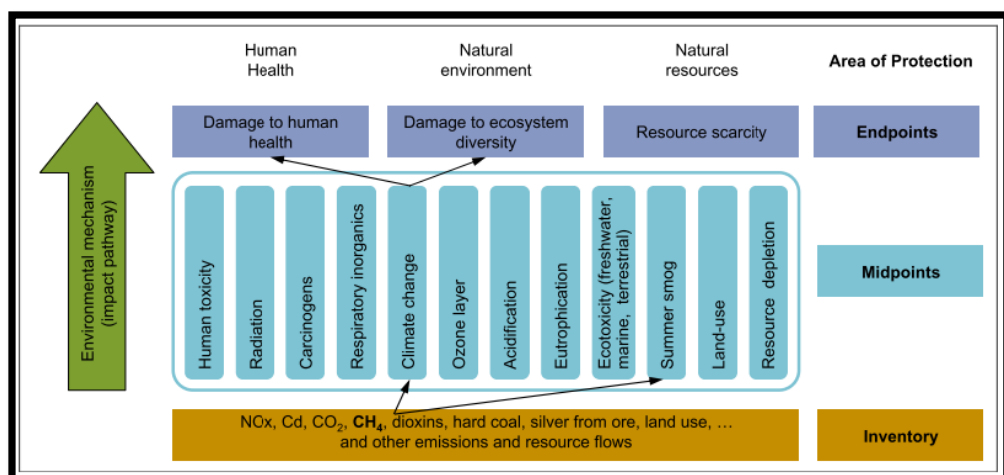 Human
Health
Natural
environment
Natural
resources
Area of Protection
Damage to human
health
Damage to ecosystem
diversity
Resource scarcity
Endpoints
Environmental mechanism
(impact pathway)
Human toxicity
Radiation
Carcinogens
Respiratory inorganics
Climate change
Ozone layer
Acidification
Eutrophication
Ecotoxicity (freshwater,
marine, terrestrial)
Summer smog
Land-use
Resource depletion
Midpoints
NOx, Cd, CO₂, CH₄, dioxins, hard coal, silver from ore, land use, …
and other emissions and resource flows
Inventory